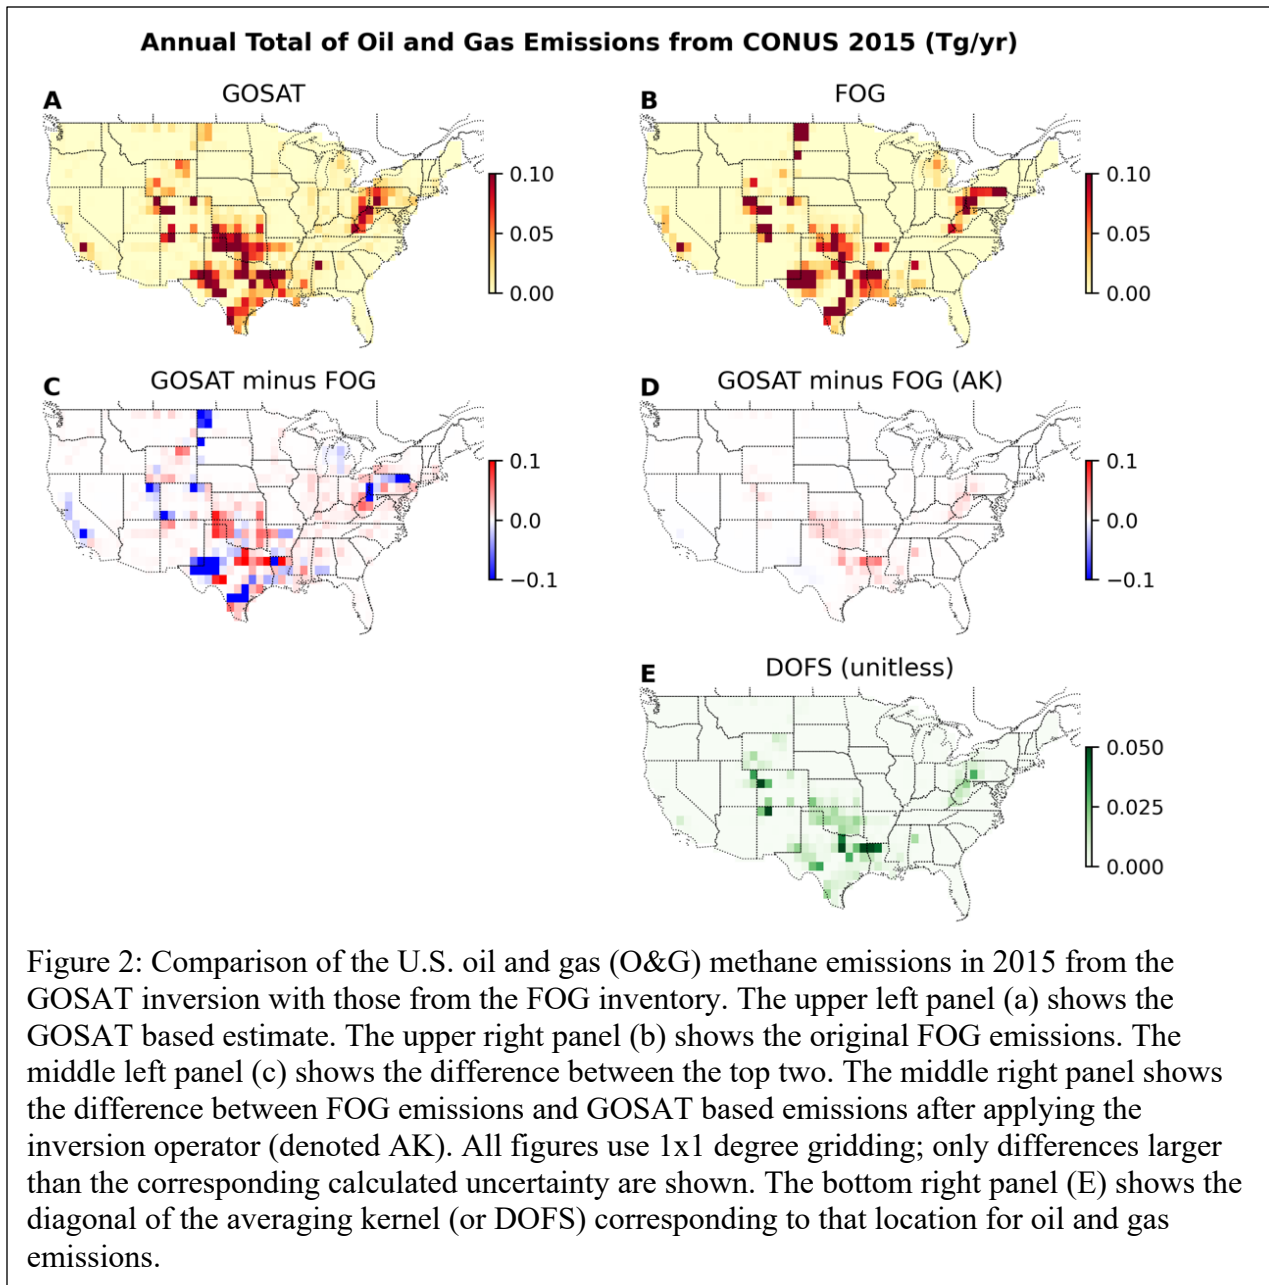 Annual Total of Oil and Gas Emissions from CONUS 2015 (Tg/yr)
A GOSAT
0.10
0.05
0.00
B FOG
0.10
0.05
0.00
C GOSAT minus FOG
0.1
0.0
−0.1
D GOSAT minus FOG (AK)
0.1
0.0
−0.1
E DOFS (unitless)
0.050
0.025
0.000
Figure 2: Comparison of the U.S. oil and gas (O&G) methane emissions in 2015 from the
GOSAT inversion with those from the FOG inventory. The upper left panel (a) shows the
GOSAT based estimate. The upper right panel (b) shows the original FOG emissions. The
middle left panel (c) shows the difference between the top two. The middle right panel shows
the difference between FOG emissions and GOSAT based emissions after applying the
inversion operator (denoted AK). All figures use 1x1 degree gridding; only differences larger
than the corresponding calculated uncertainty are shown. The bottom right panel (E) shows the
diagonal of the averaging kernel (or DOFS) corresponding to that location for oil and gas
emissions.